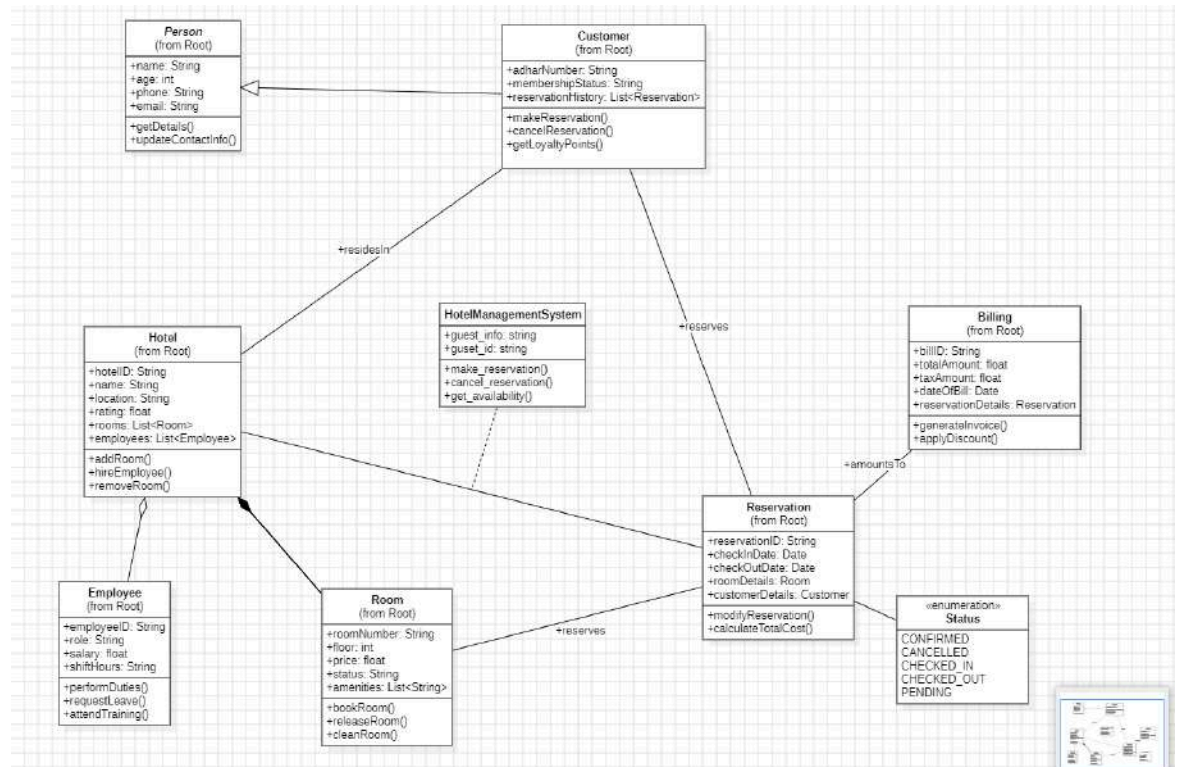 Person
(from Root)
+name: String
+age: int
+phone: String
+email: String
+getDetails()
+updateContactInfo()
Customer
(from Root)
+adharNumber: String
+membershipStatus: String
+reservationHistory: List<Reservation>
+makeReservation()
+cancelReservation()
+getLoyaltyPoints()
+residesIn
+reserves
HotelManagementSystem
+guest_info: string
+guset_id: string
+make_reservation()
+cancel_reservation()
+get_availability()
Billing
(from Root)
+billID: String
+totalAmount: float
+taxAmount: float
+dateOfBill: Date
+reservationDetails: Reservation
+generateInvoice()
+applyDiscount()
Hotel
(from Root)
+hotelID: String
+name: String
+location: String
+rating: float
+rooms: List<Room>
+employees: List<Employee>
+addRoom()
+hireEmployee()
+removeRoom()
+amountsTo
Reservation
(from Root)
+reservationID: String
+checkInDate: Date
+checkOutDate: Date
+roomDetails: Room
+customerDetails: Customer
+modifyReservation()
+calculateTotalCost()
Employee
(from Root)
+employeeID: String
+role: String
+salary: float
+shiftHours: String
+performDuties()
+requestLeave()
+attendTraining()
Room
(from Root)
+roomNumber: String
+floor: int
+price: float
+status: String
+amenities: List<String>
+bookRoom()
+releaseRoom()
+cleanRoom()
+reserves
«enumeration»
Status
CONFIRMED
CANCELLED
CHECKED_IN
CHECKED_OUT
PENDING